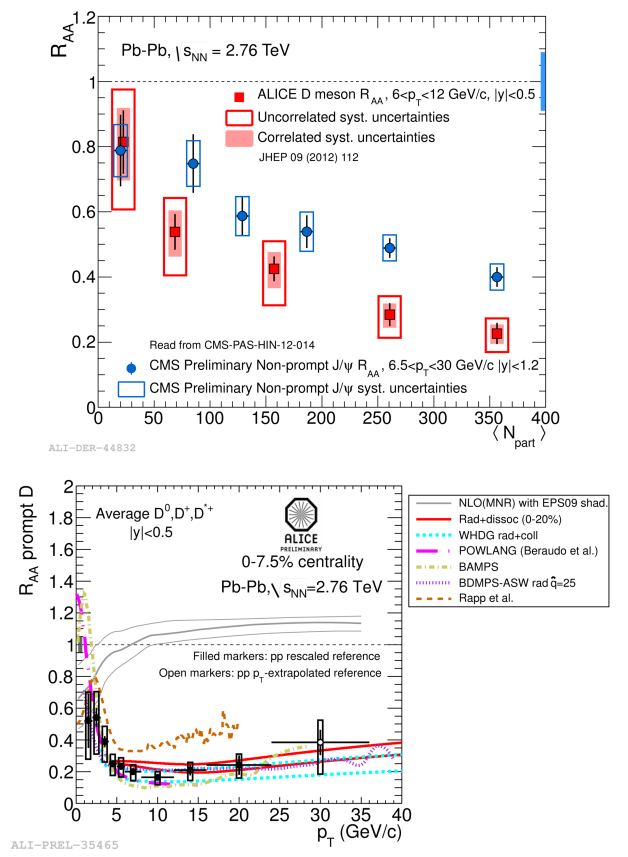 R_AA
Pb-Pb, √s_NN = 2.76 TeV
ALICE D meson R_AA, 6<p_T<12 GeV/c, |y|<0.5
Uncorrelated syst. uncertainties
Correlated syst. uncertainties
JHEP 09 (2012) 112
Read from CMS-PAS-HIN-12-014
CMS Preliminary Non-prompt J/ψ R_AA, 6.5<p_T<30 GeV/c |y|<1.2
CMS Preliminary Non-prompt J/ψ syst. uncertainties
1.2
1
0.8
0.6
0.4
0.2
0
0 50 100 150 200 250 300 350 400
⟨ N_part ⟩
ALI-DER-44832
R_AA prompt D
Average D^0,D^+,D^*+
|y|<0.5
ALICE
PRELIMINARY
0-7.5% centrality
Pb-Pb, √s_NN=2.76 TeV
Filled markers: pp rescaled reference
Open markers: pp p_T-extrapolated reference
2
1.8
1.6
1.4
1.2
1
0.8
0.6
0.4
0.2
0
0 5 10 15 20 25 30 35 40
p_T (GeV/c)
NLO(MNR) with EPS09 shad.
Rad+dissoc (0-20%)
WHDG rad+coll
POWLANG (Beraudo et al.)
BAMPS
BDMPS-ASW rad q̂=25
Rapp et al.
ALI-PREL-35465